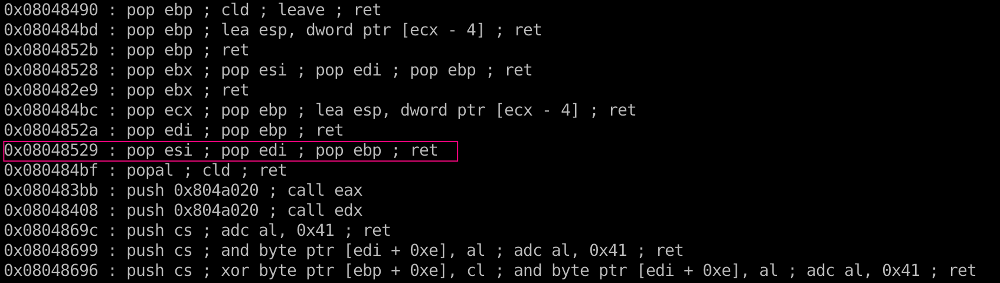 0x08048490 : pop ebp ; cld ; leave ; ret
0x080484bd : pop ebp ; lea esp, dword ptr [ecx - 4] ; ret
0x0804852b : pop ebp ; ret
0x08048528 : pop ebx ; pop esi ; pop edi ; pop ebp ; ret
0x080482e9 : pop ebx ; ret
0x080484bc : pop ecx ; pop ebp ; lea esp, dword ptr [ecx - 4] ; ret
0x0804852a : pop edi ; pop ebp ; ret
0x08048529 : pop esi ; pop edi ; pop ebp ; ret
0x080484bf : popal ; cld ; ret
0x080483bb : push 0x804a020 ; call eax
0x08048408 : push 0x804a020 ; call edx
0x0804869c : push cs ; adc al, 0x41 ; ret
0x08048699 : push cs ; and byte ptr [edi + 0xe], al ; adc al, 0x41 ; ret
0x08048696 : push cs ; xor byte ptr [ebp + 0xe], cl ; and byte ptr [edi + 0xe], al ; adc al, 0x41 ; ret